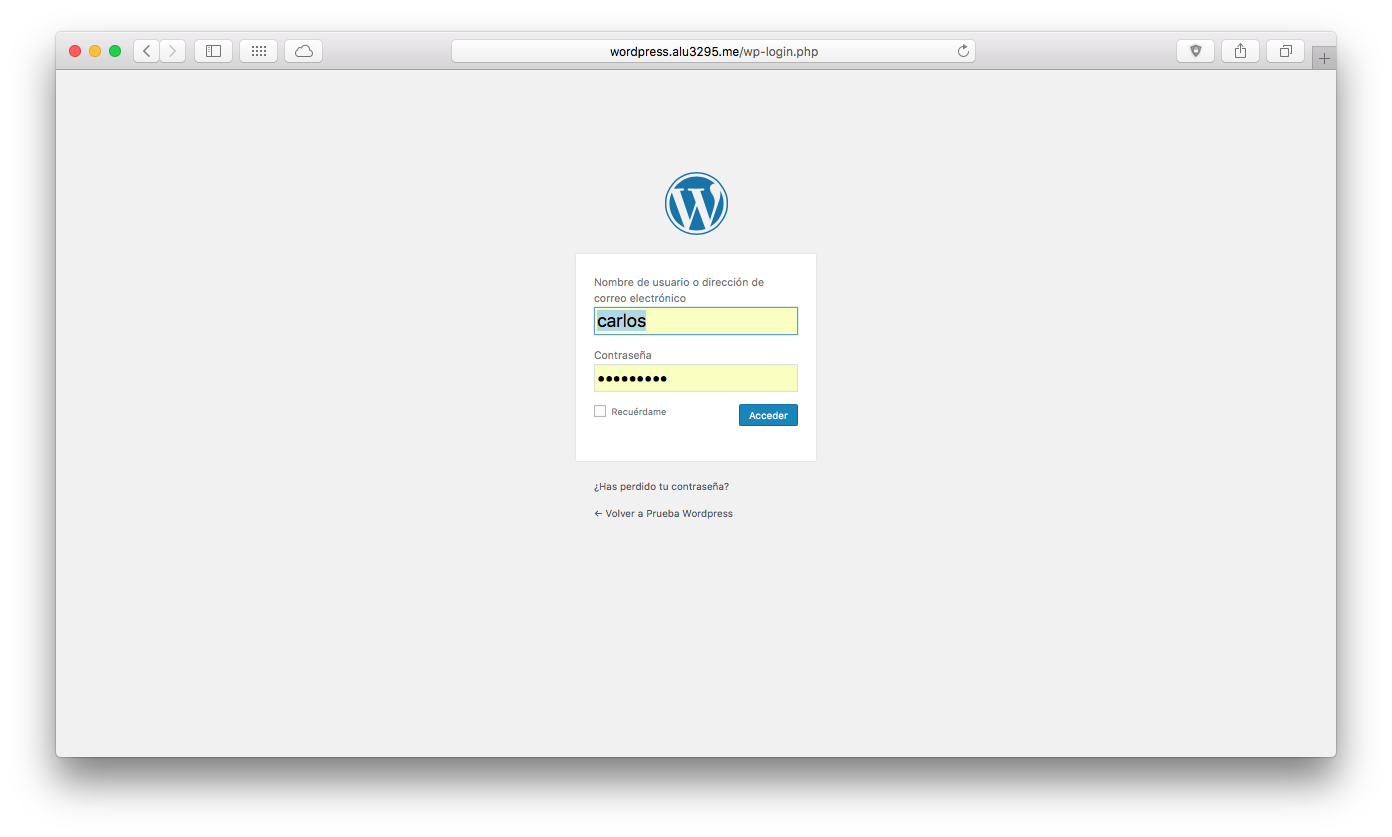 wordpress.alu3295.me/wp-login.php
Nombre de usuario o dirección de
correo electrónico
carlos
Contraseña
•••••••••
Recuérdame
Acceder
¿Has perdido tu contraseña?
← Volver a Prueba Wordpress